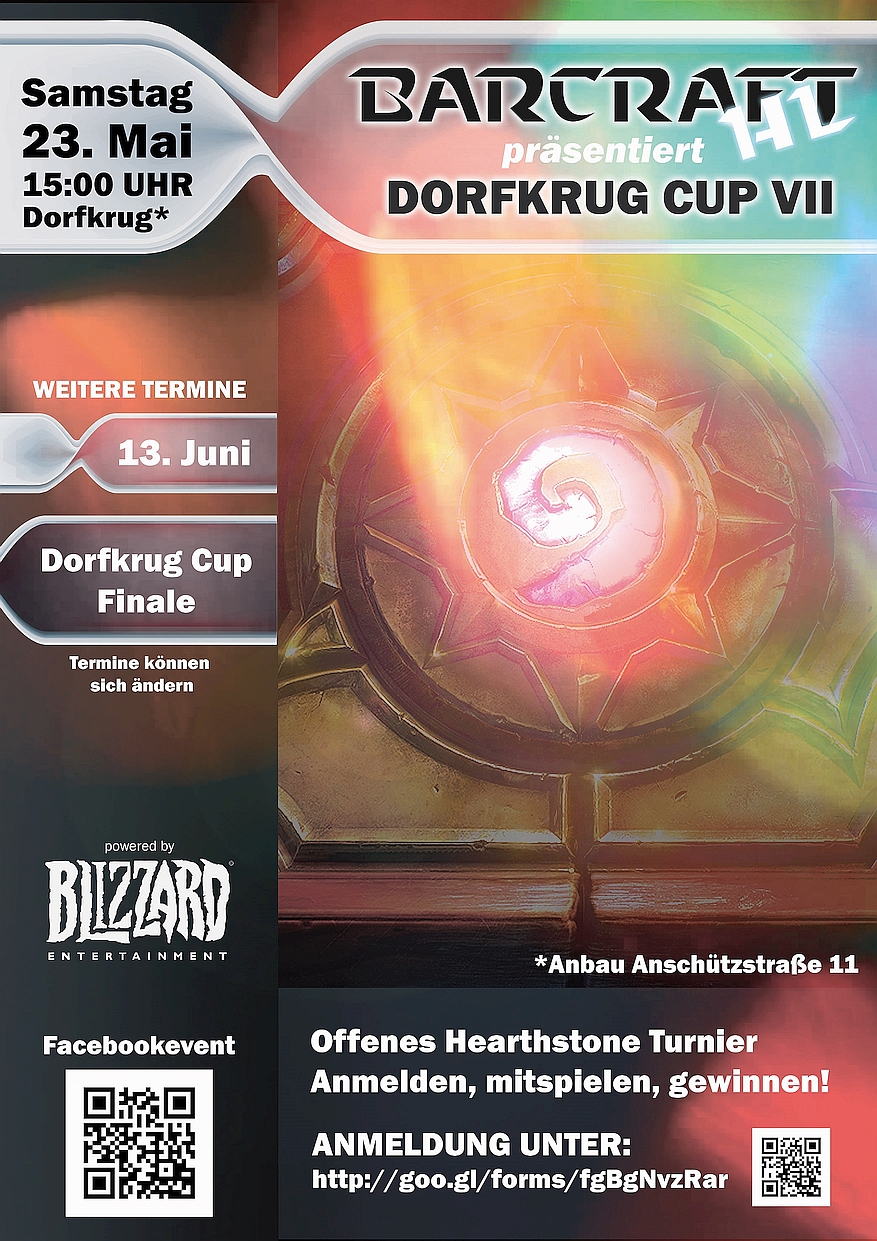 Samstag
23. Mai
15:00 UHR
Dorfkrug*
BARCRAFT
HL
präsentiert
DORFKRUG CUP VII
WEITERE TERMINE
13. Juni
Dorfkrug Cup
Finale
Termine können
sich ändern
powered by
BLIZZARD
ENTERTAINMENT
*Anbau Anschützstraße 11
Facebookevent
Offenes Hearthstone Turnier
Anmelden, mitspielen, gewinnen!
ANMELDUNG UNTER:
http://goo.gl/forms/fgBgNvzRar